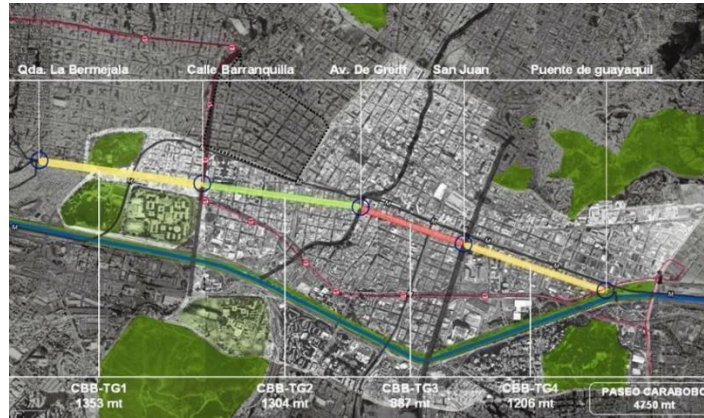 Qda. La Bermejala
Calle Barranquilla
Av. De Greiff
San Juan
Puente de guayaquil
CBB-TG1
1353 mt
CBB-TG2
1304 mt
CBB-TG3
887 mt
CBB-TG4
1206 mt
PASEO CARABOBO
4750 mt